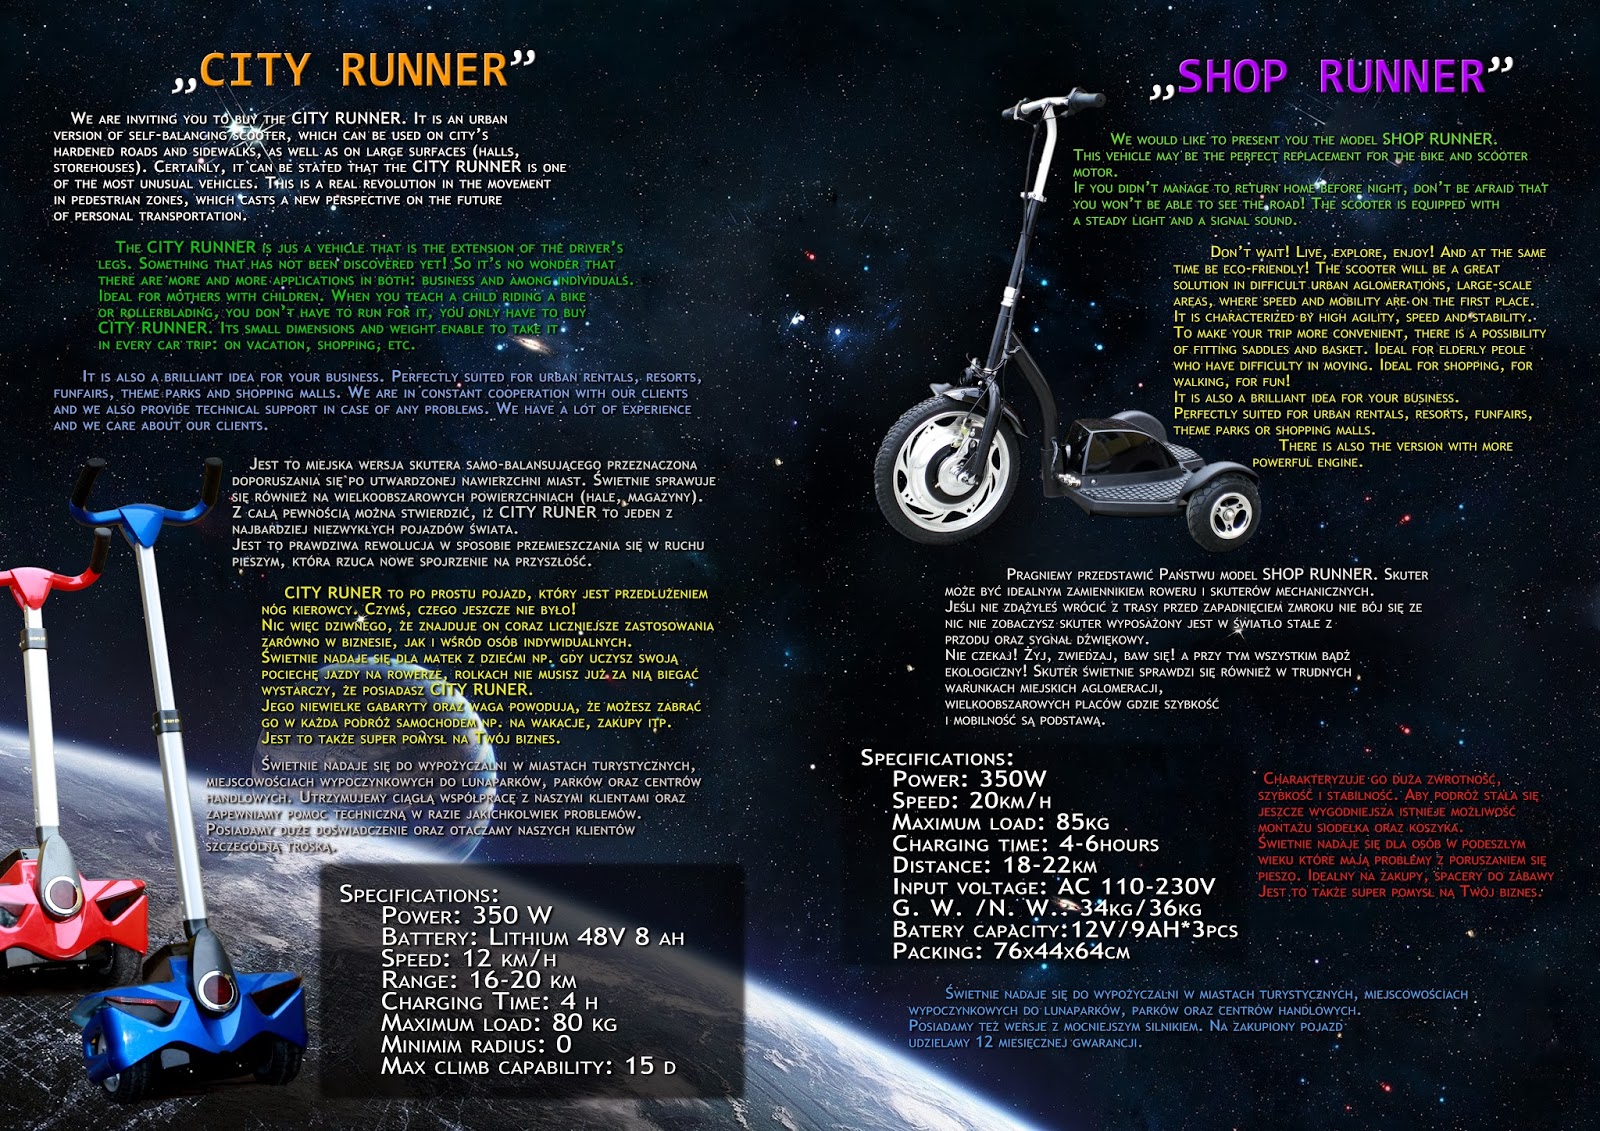 „CITY RUNNER”
We are inviting you to buy the CITY RUNNER. It is an urban
version of self-balancing scooter, which can be used on city's
hardened roads and sidewalks, as well as on large surfaces (halls,
storehouses). Certainly, it can be stated that the CITY RUNNER is one
of the most unusual vehicles. This is a real revolution in the movement
in pedestrian zones, which casts a new perspective on the future
of personal transportation.
The CITY RUNNER is jus a vehicle that is the extension of the driver's
legs. Something that has not been discovered yet! So it's no wonder that
there are more and more applications in both: business and among individuals.
Ideal for mothers with children. When you teach a child riding a bike
or rollerblading, you don't have to run for it, you only have to buy
CITY RUNNER. Its small dimensions and weight enable to take it
in every car trip: on vacation, shopping, etc.
It is also a brilliant idea for your business. Perfectly suited for urban rentals, resorts,
funfairs, theme parks and shopping malls. We are in constant cooperation with our clients
and we also provide technical support in case of any problems. We have a lot of experience
and we care about our clients.
Jest to miejska wersja skutera samo-balansującego przeznaczona
doporuszania się po utwardzonej nawierzchni miast. Świetnie sprawuje
się również na wielkoobszarowych powierzchniach (hale, magazyny).
Z całą pewnością można stwierdzić, iż CITY RUNER to jeden z
najbardziej niezwykłych pojazdów świata.
Jest to prawdziwa rewolucja w sposobie przemieszczania się w ruchu
pieszym, która rzuca nowe spojrzenie na przyszłość.
CITY RUNER to po prostu pojazd, który jest przedłużeniem
nóg kierowcy. Czymś, czego jeszcze nie było!
Nic więc dziwnego, że znajduje on coraz liczniejsze zastosowania
zarówno w biznesie, jak i wśród osób indywidualnych.
Świetnie nadaje się dla matek z dziećmi np. gdy uczysz swoją
pociechę jazdy na rowerze, rolkach nie musisz już za nią biegać
wystarczy, że posiadasz CITY RUNER.
Jego niewielke gabaryty oraz waga powodują, że możesz zabrać
go w każda podróż samochodem np. na wakacje, zakupy itp.
Jest to także super pomysł na Twój biznes.
Świetnie nadaje się do wypożyczalni w miastach turystycznych,
miejscowościach wypoczynkowych do lunaparków, parków oraz centrów
handlowych. Utrzymujemy ciągłą współpracę z naszymi klientami oraz
zapewniamy pomoc techniczną w razie jakichkolwiek problemów.
Posiadamy duże doświadczenie oraz otaczamy naszych klientów
szczególną troską.
Specifications:
Power: 350 W
Battery: Lithium 48V 8 ah
Speed: 12 km/h
Range: 16-20 km
Charging Time: 4 h
Maximum load: 80 kg
Minimim radius: 0
Max climb capability: 15 d
„SHOP RUNNER”
We would like to present you the model SHOP RUNNER.
This vehicle may be the perfect replacement for the bike and scooter
motor.
If you didn't manage to return home before night, don't be afraid that
you won't be able to see the road! The scooter is equipped with
a steady light and a signal sound.
Don't wait! Live, explore, enjoy! And at the same
time be eco-friendly! The scooter will be a great
solution in difficult urban aglomerations, large-scale
areas, where speed and mobility are on the first place.
It is characterized by high agility, speed and stability.
To make your trip more convenient, there is a possibility
of fitting saddles and basket. Ideal for elderly peole
who have difficulty in moving. Ideal for shopping, for
walking, for fun!
It is also a brilliant idea for your business.
Perfectly suited for urban rentals, resorts, funfairs,
theme parks or shopping malls.
There is also the version with more
powerful engine.
Pragniemy przedstawić Państwu model SHOP RUNNER. Skuter
może być idealnym zamiennikiem roweru i skuterów mechanicznych.
Jeśli nie zdążyłeś wrócić z trasy przed zapadnięciem zmroku nie bój się ze
nic nie zobaczysz skuter wyposażony jest w światło stałe z
przodu oraz sygnał dźwiękowy.
Nie czekaj! Żyj, zwiedzaj, baw się! a przy tym wszystkim bądź
ekologiczny! Skuter świetnie sprawdzi się również w trudnych
warunkach miejskich aglomeracji,
wielkoobszarowych placów gdzie szybkość
i mobilność są podstawą.
Specifications:
Power: 350W
Speed: 20km/h
Maximum load: 85kg
Charging time: 4-6hours
Distance: 18-22km
Input voltage: AC 110-230V
G. W. /N. W.: 34kg/36kg
Batery capacity:12V/9AH*3pcs
Packing: 76x44x64cm
Charakteryzuje go duża zwrotność,
szybkość i stabilność. Aby podróż stała się
jeszcze wygodniejsza istnieje możliwość
montażu siodełka oraz koszyka.
Świetnie nadaje się dla osób w podeszłym
wieku które mają problemy z poruszaniem się
pieszo. Idealny na zakupy, spacery do zabawy
Jest to także super pomysł na Twój biznes.
Świetnie nadaje się do wypożyczalni w miastach turystycznych, miejscowościach
wypoczynkowych do lunaparków, parków oraz centrów handlowych.
Posiadamy też wersje z mocniejszym silnikiem. Na zakupiony pojazd
udzielamy 12 miesięcznej gwarancji.